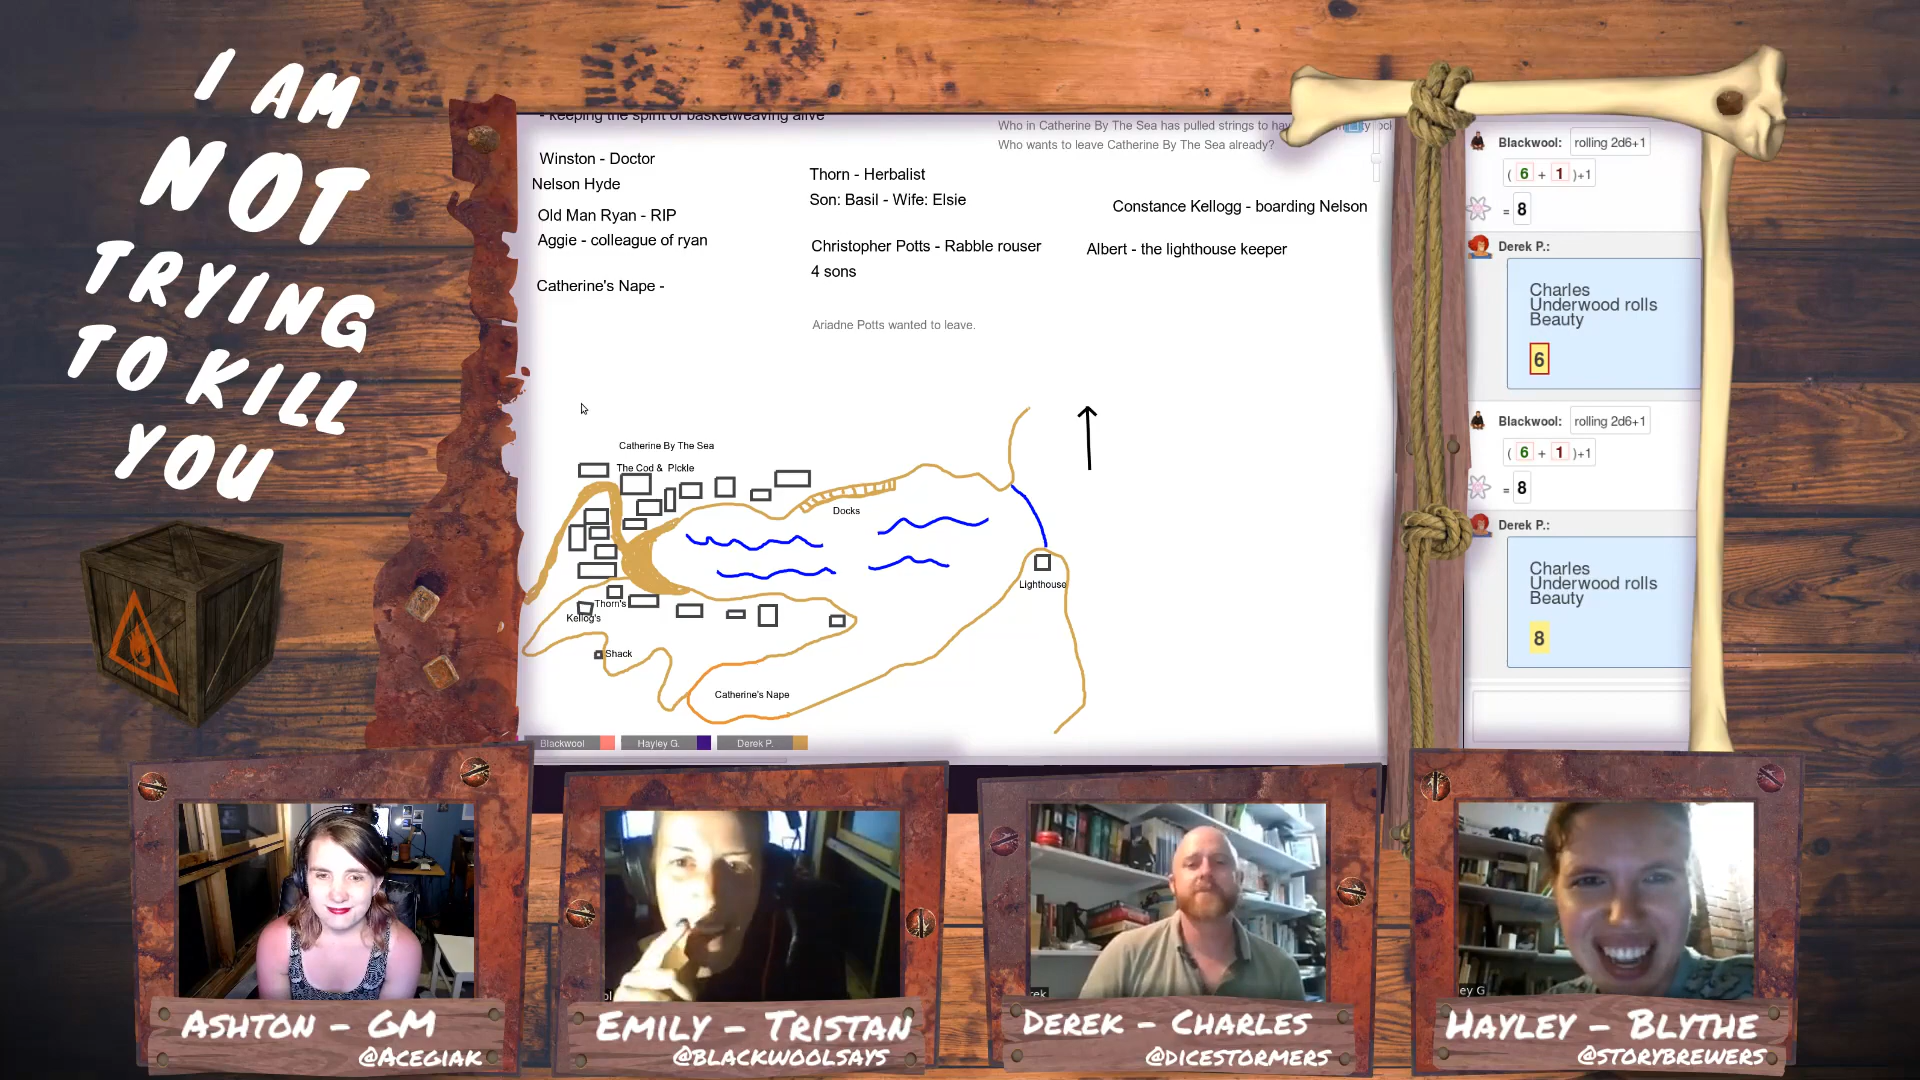 I AM
NOT
TRYING
TO KILL
YOU
- keeping the spirit of basketweaving alive
Winston - Doctor
Nelson Hyde
Old Man Ryan - RIP
Aggie - colleague of ryan
Catherine's Nape -
Thorn - Herbalist
Son: Basil - Wife: Elsie
Christopher Potts - Rabble rouser
4 sons
Ariadne Potts wanted to leave.
Who in Catherine By The Sea has pulled strings to
Who wants to leave Catherine By The Sea already?
Constance Kellogg - boarding Nelson
Albert - the lighthouse keeper
Catherine By The Sea
The Cod & Pickle
Docks
Lighthouse
Thorn's
Kellog's
Shack
Catherine's Nape
Blackwool
Hayley G.
Derek P.
Blackwool: rolling 2d6+1
( 6 + 1 )+1
= 8
Derek P.:
Charles
Underwood rolls
Beauty
6
Blackwool: rolling 2d6+1
( 6 + 1 )+1
= 8
Derek P.:
Charles
Underwood rolls
Beauty
8
ASHTON - GM
@ACEGIAK
EMILY - TRISTAN
@BLACKWOOLSAYS
DEREK - CHARLES
@DICESTORMERS
HAYLEY - BLYTHE
@STORYBREWERS